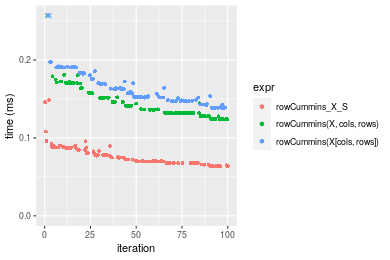 0.2
0.1
0.0
time (ms)
0
25
50
75
100
iteration
expr
rowCummins_X_S
rowCummins(X, cols, rows)
rowCummins(X[cols, rows])